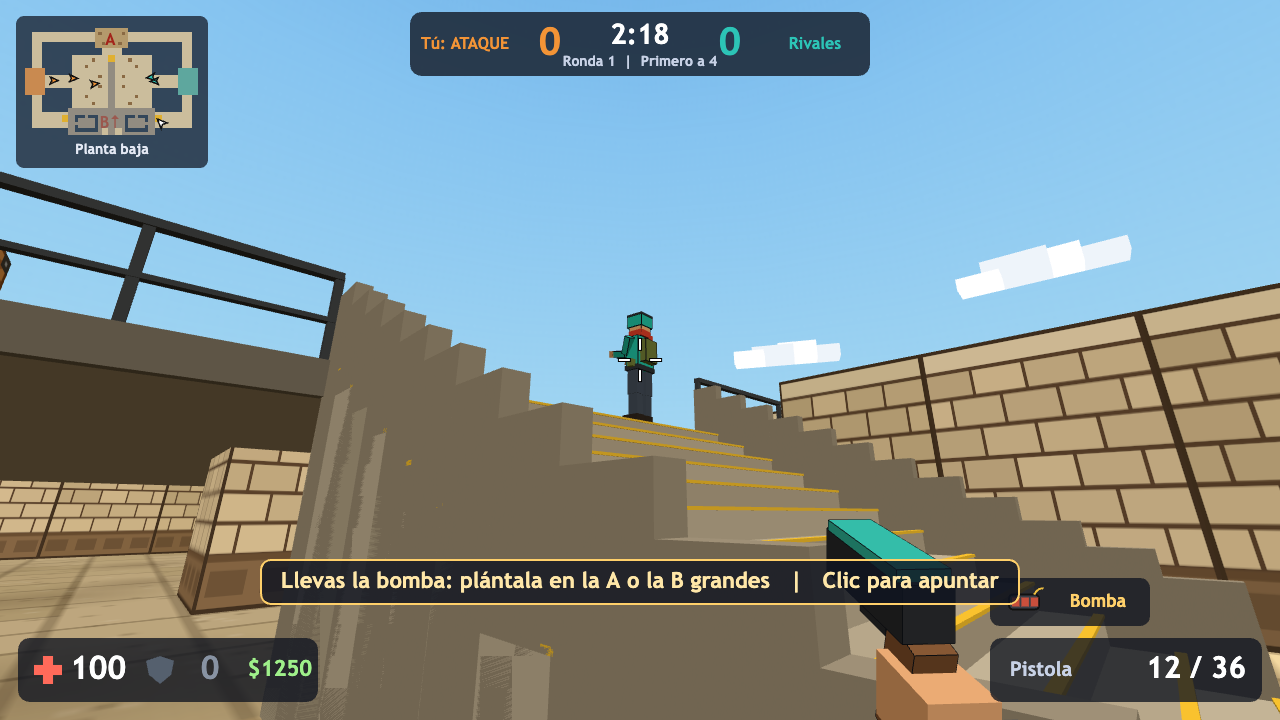 A
B↑
Planta baja
Tú: ATAQUE
0
2:18
0
Rivales
Ronda 1 | Primero a 4
Llevas la bomba: plántala en la A o la B grandes | Clic para apuntar
Bomba
100
0
$1250
Pistola
12 / 36